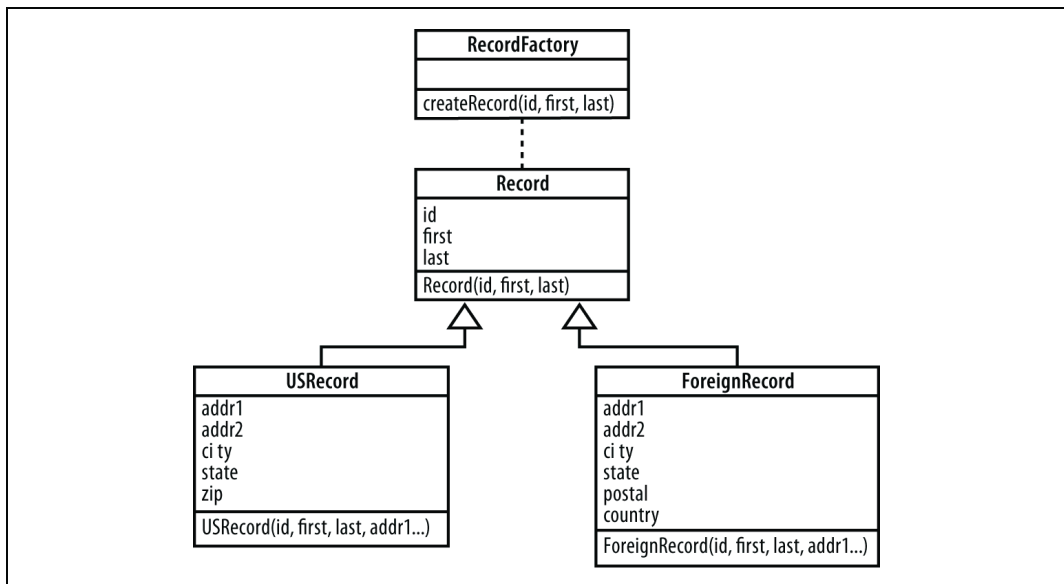 RecordFactory
createRecord(id, first, last)
Record
id
first
last
Record(id, first, last)
USRecord
addr1
addr2
ci ty
state
zip
USRecord(id, first, last, addr1...)
ForeignRecord
addr1
addr2
ci ty
state
postal
country
ForeignRecord(id, first, last, addr1...)